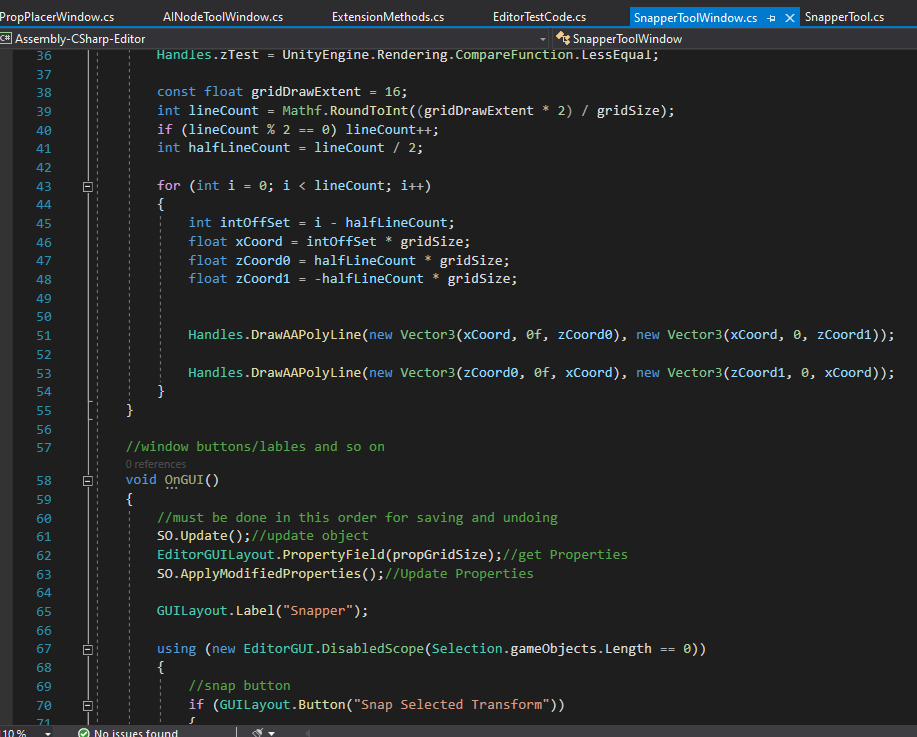 PropPlacerWindow.cs AINodeToolWindow.cs ExtensionMethods.cs EditorTestCode.cs SnapperToolWindow.cs SnapperTool.cs
C# Assembly-CSharp-Editor SnapperToolWindow
36 Handles.zTest = UnityEngine.Rendering.CompareFunction.LessEqual;
37
38 const float gridDrawExtent = 16;
39 int lineCount = Mathf.RoundToInt((gridDrawExtent * 2) / gridSize);
40 if (lineCount % 2 == 0) lineCount++;
41 int halfLineCount = lineCount / 2;
42
43 for (int i = 0; i < lineCount; i++)
44 {
45 int intOffSet = i - halfLineCount;
46 float xCoord = intOffSet * gridSize;
47 float zCoord0 = halfLineCount * gridSize;
48 float zCoord1 = -halfLineCount * gridSize;
49
50
51 Handles.DrawAAPolyLine(new Vector3(xCoord, 0f, zCoord0), new Vector3(xCoord, 0, zCoord1));
52
53 Handles.DrawAAPolyLine(new Vector3(zCoord0, 0f, xCoord), new Vector3(zCoord1, 0, xCoord));
54 }
55 }
56
57 //window buttons/lables and so on
0 references
58 void OnGUI()
59 {
60 //must be done in this order for saving and undoing
61 SO.Update();//update object
62 EditorGUILayout.PropertyField(propGridSize);//get Properties
63 SO.ApplyModifiedProperties();//Update Properties
64
65 GUILayout.Label("Snapper");
66
67 using (new EditorGUI.DisabledScope(Selection.gameObjects.Length == 0))
68 {
69 //snap button
70 if (GUILayout.Button("Snap Selected Transform"))
71 {
10 % No issues found